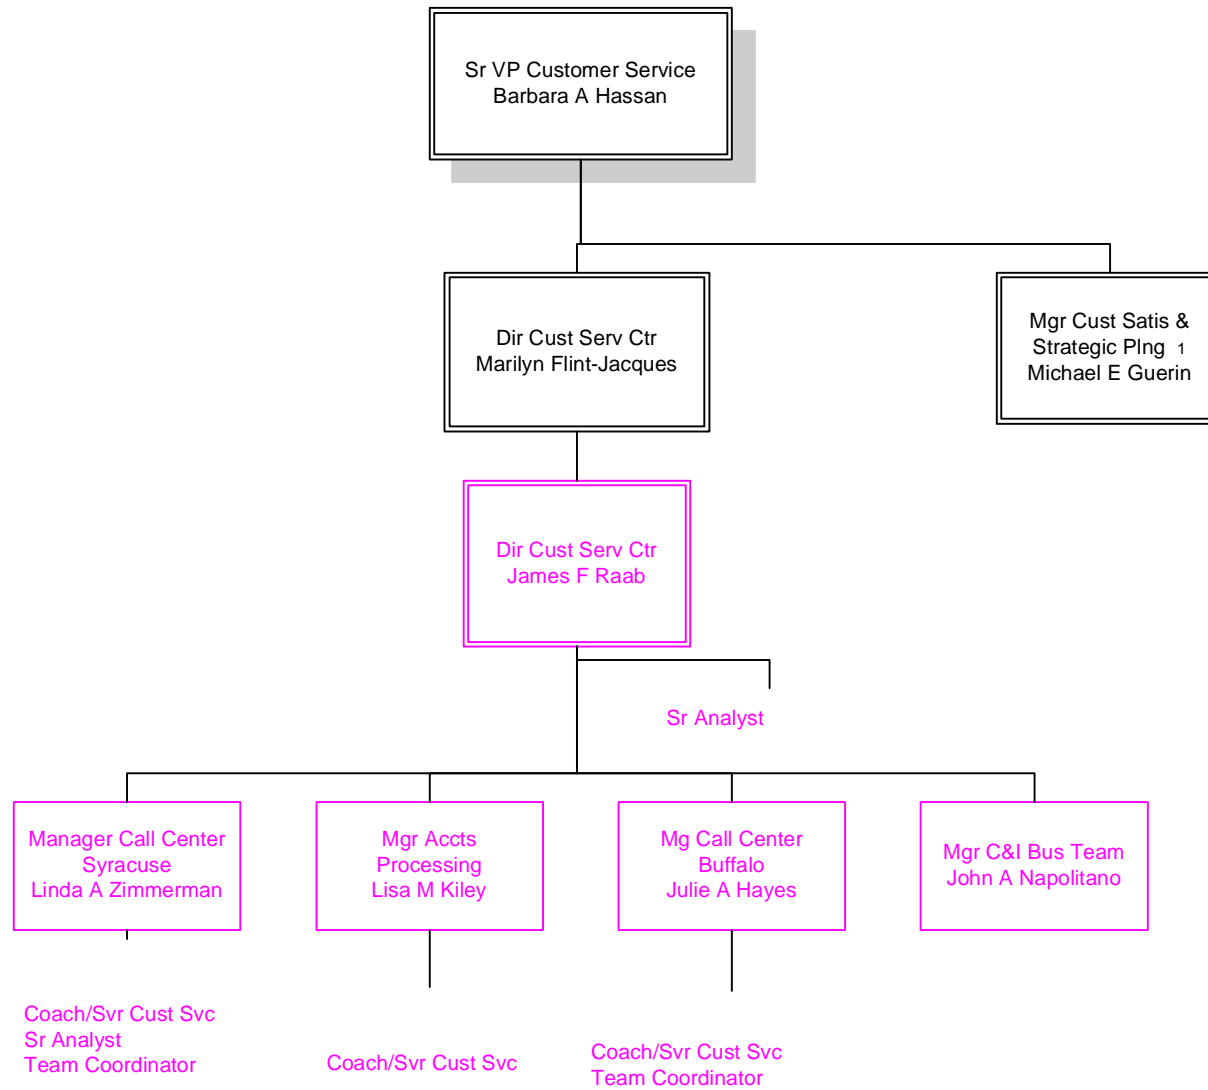 Sr VP Customer Service
Barbara A Hassan
Dir Cust Serv Ctr
Marilyn Flint-Jacques
Mgr Cust Satis &
Strategic Plng 1
Michael E Guerin
Dir Cust Serv Ctr
James F Raab
Sr Analyst
Manager Call Center
Syracuse
Linda A Zimmerman
Mgr Accts
Processing
Lisa M Kiley
Mg Call Center
Buffalo
Julie A Hayes
Mgr C&I Bus Team
John A Napolitano
Coach/Svr Cust Svc
Sr Analyst
Team Coordinator
Coach/Svr Cust Svc
Coach/Svr Cust Svc
Team Coordinator